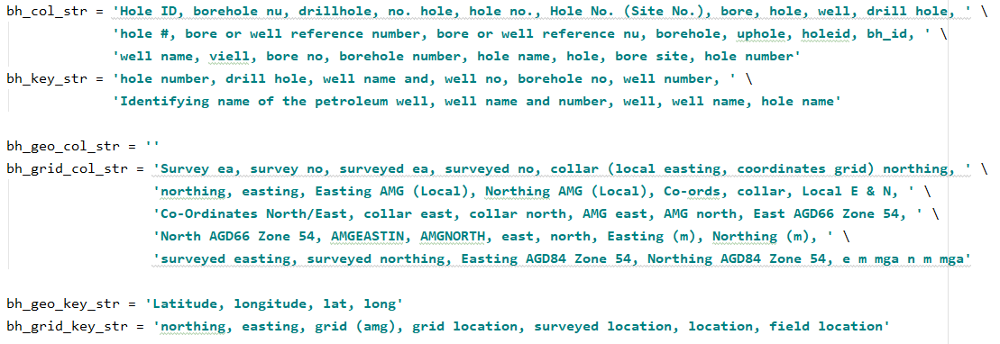 bh_col_str = 'Hole ID, borehole nu, drillhole, no. hole, hole no., Hole No. (Site No.), bore, hole, well, drill hole, ' \
'hole #, bore or well reference number, bore or well reference nu, borehole, uphole, holeid, bh_id, ' \
'well name, viell, bore no, borehole number, hole name, hole, bore site, hole number'
bh_key_str = 'hole number, drill hole, well name and, well no, borehole no, well number, ' \
'Identifying name of the petroleum well, well name and number, well, well name, hole name'
bh_geo_col_str = ''
bh_grid_col_str = 'Survey ea, survey no, surveyed ea, surveyed no, collar (local easting, coordinates grid) northing, ' \
'northing, easting, Easting AMG (Local), Northing AMG (Local), Co-ords, collar, Local E & N, ' \
'Co-Ordinates North/East, collar east, collar north, AMG east, AMG north, East AGD66 Zone 54, ' \
'North AGD66 Zone 54, AMGEASTIN, AMGNORTH, east, north, Easting (m), Northing (m), ' \
'surveyed easting, surveyed northing, Easting AGD84 Zone 54, Northing AGD84 Zone 54, e m mga n m mga'
bh_geo_key_str = 'Latitude, longitude, lat, long'
bh_grid_key_str = 'northing, easting, grid (amg), grid location, surveyed location, location, field location'